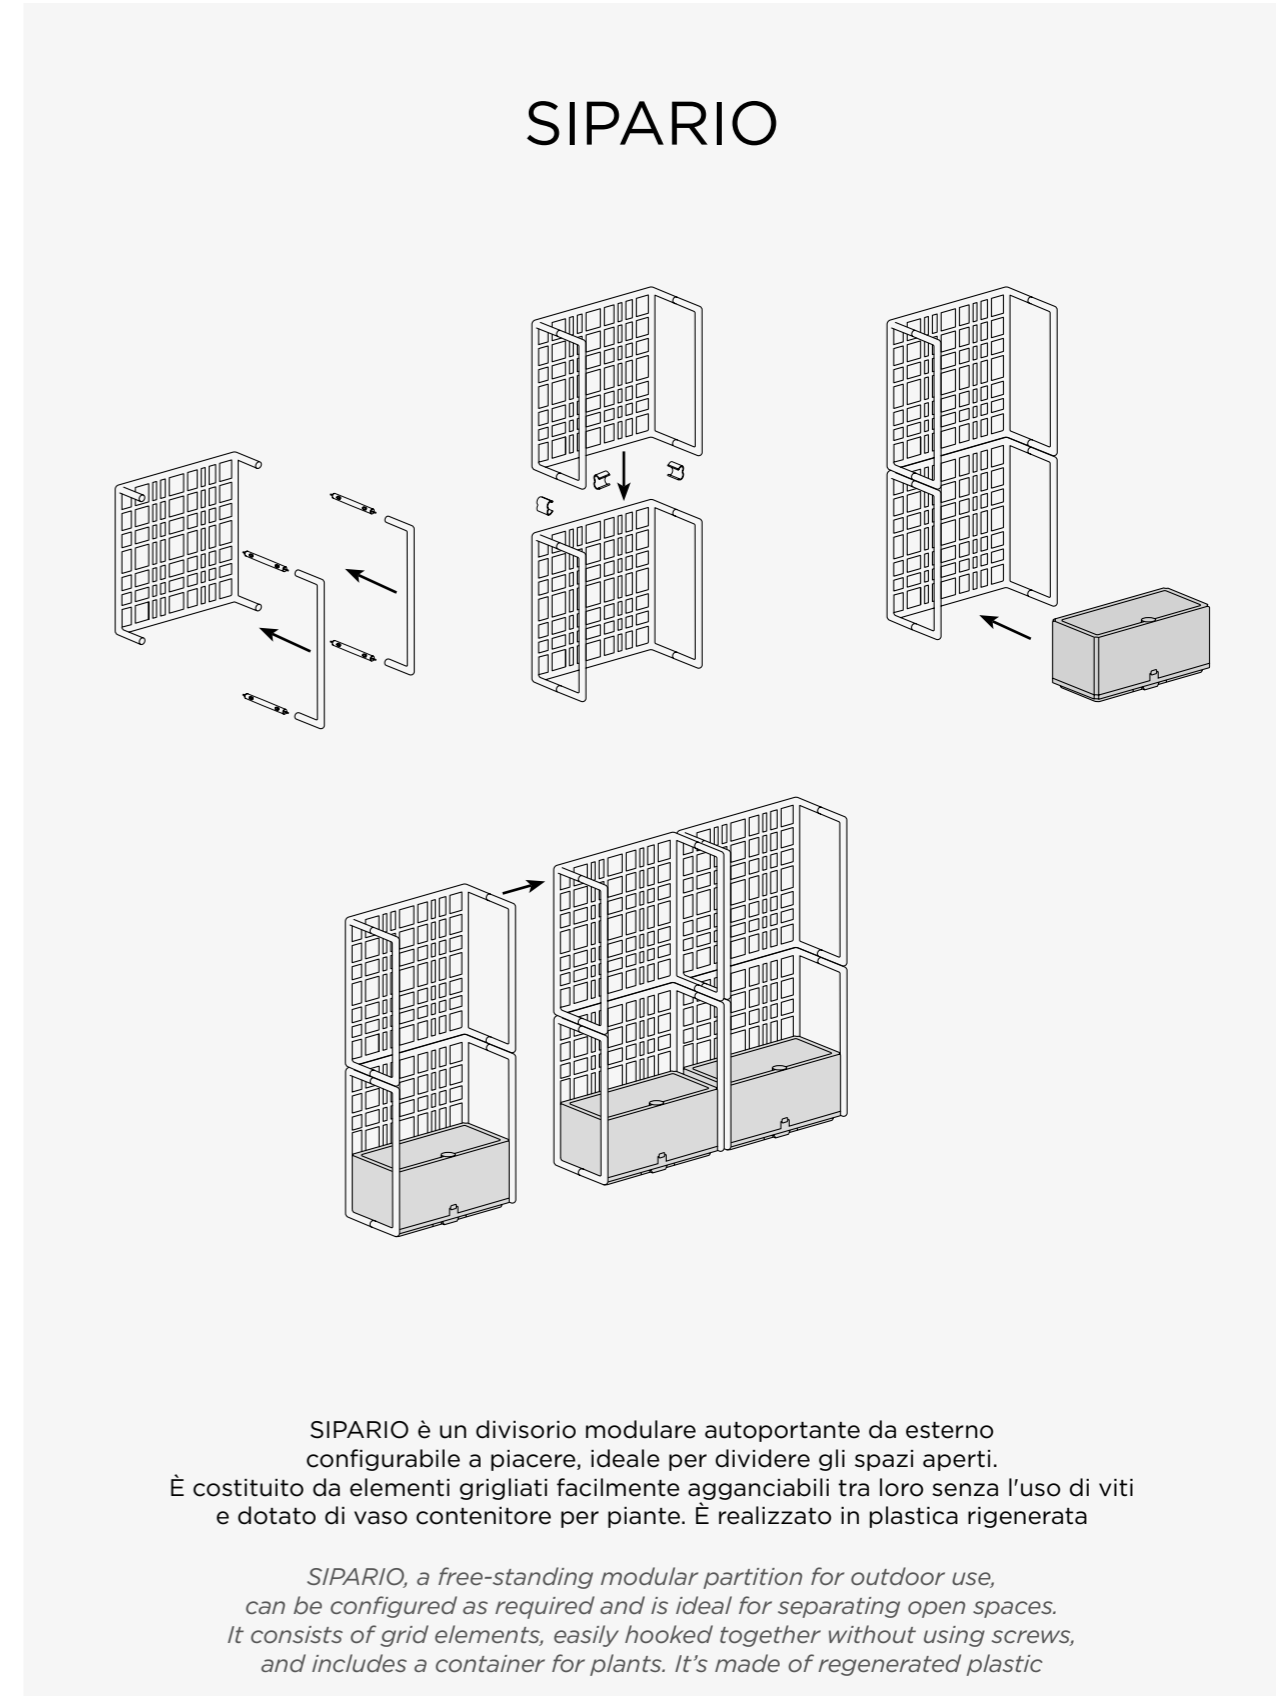 SIPARIO
SIPARIO è un divisorio modulare autoportante da esterno
configurabile a piacere, ideale per dividere gli spazi aperti.
È costituito da elementi grigliati facilmente agganciabili tra loro senza l'uso di viti
e dotato di vaso contenitore per piante. È realizzato in plastica rigenerata
SIPARIO, a free-standing modular partition for outdoor use,
can be configured as required and is ideal for separating open spaces.
It consists of grid elements, easily hooked together without using screws,
and includes a container for plants. It’s made of regenerated plastic